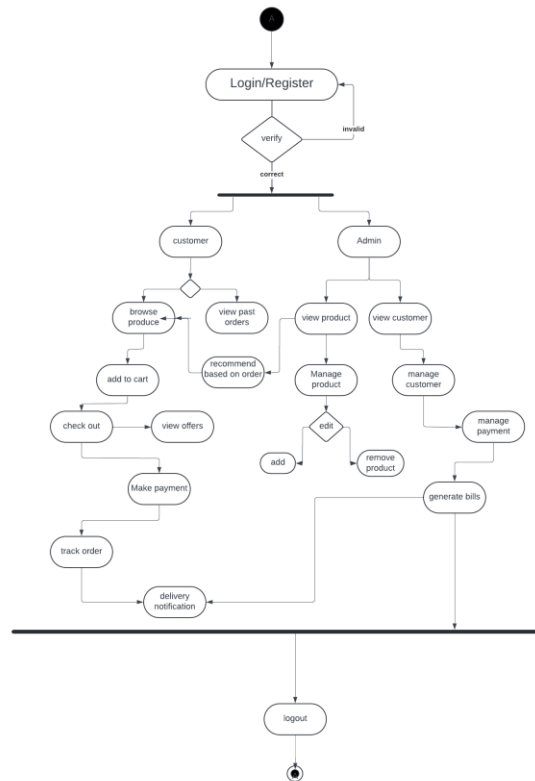 A
Login/Register
verify
invalid
correct
customer
Admin
browse
produce
view past
orders
view product
view customer
recommend
based on order
Manage
product
manage
customer
add to cart
check out
view offers
edit
manage
payment
add
remove
product
Make payment
generate bills
track order
delivery
notification
logout